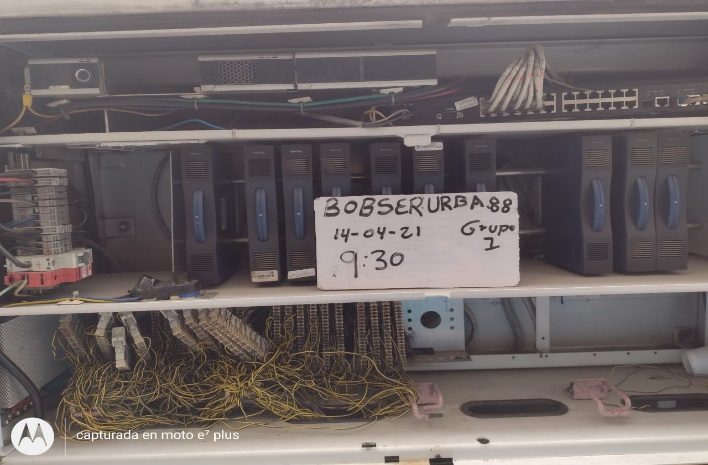 BOBSERURBA88
14-04-21 Grupo
I
9:30
capturada en moto e⁷ plus